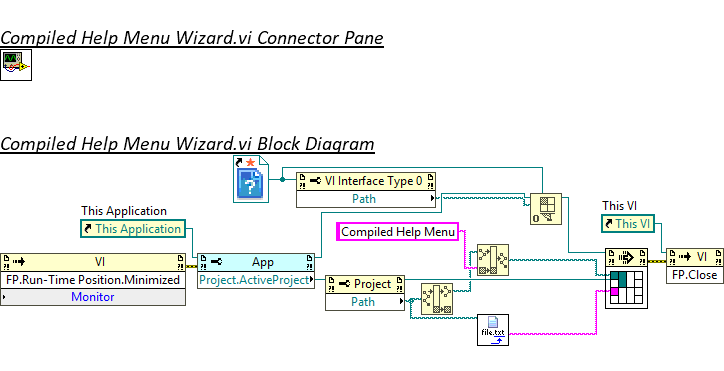 Compiled Help Menu Wizard.vi Connector Pane
Compiled Help Menu Wizard.vi Block Diagram
VI Interface Type 0
Path
This Application
This Application
This VI
This VI
Compiled Help Menu
0
VI
App
VI
FP.Run-Time Position.Minimized
Project.ActiveProject
FP.Close
Monitor
Project
Path
file.txt